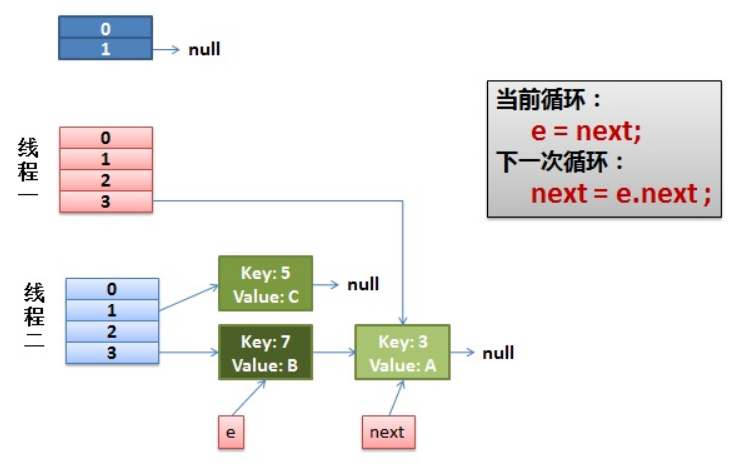 0
1
null
线程一
0
1
2
3
当前循环：
e = next;
下一次循环：
next = e.next ;
线程二
0
1
2
3
Key: 5
Value: C
null
Key: 7
Value: B
Key: 3
Value: A
null
e
next